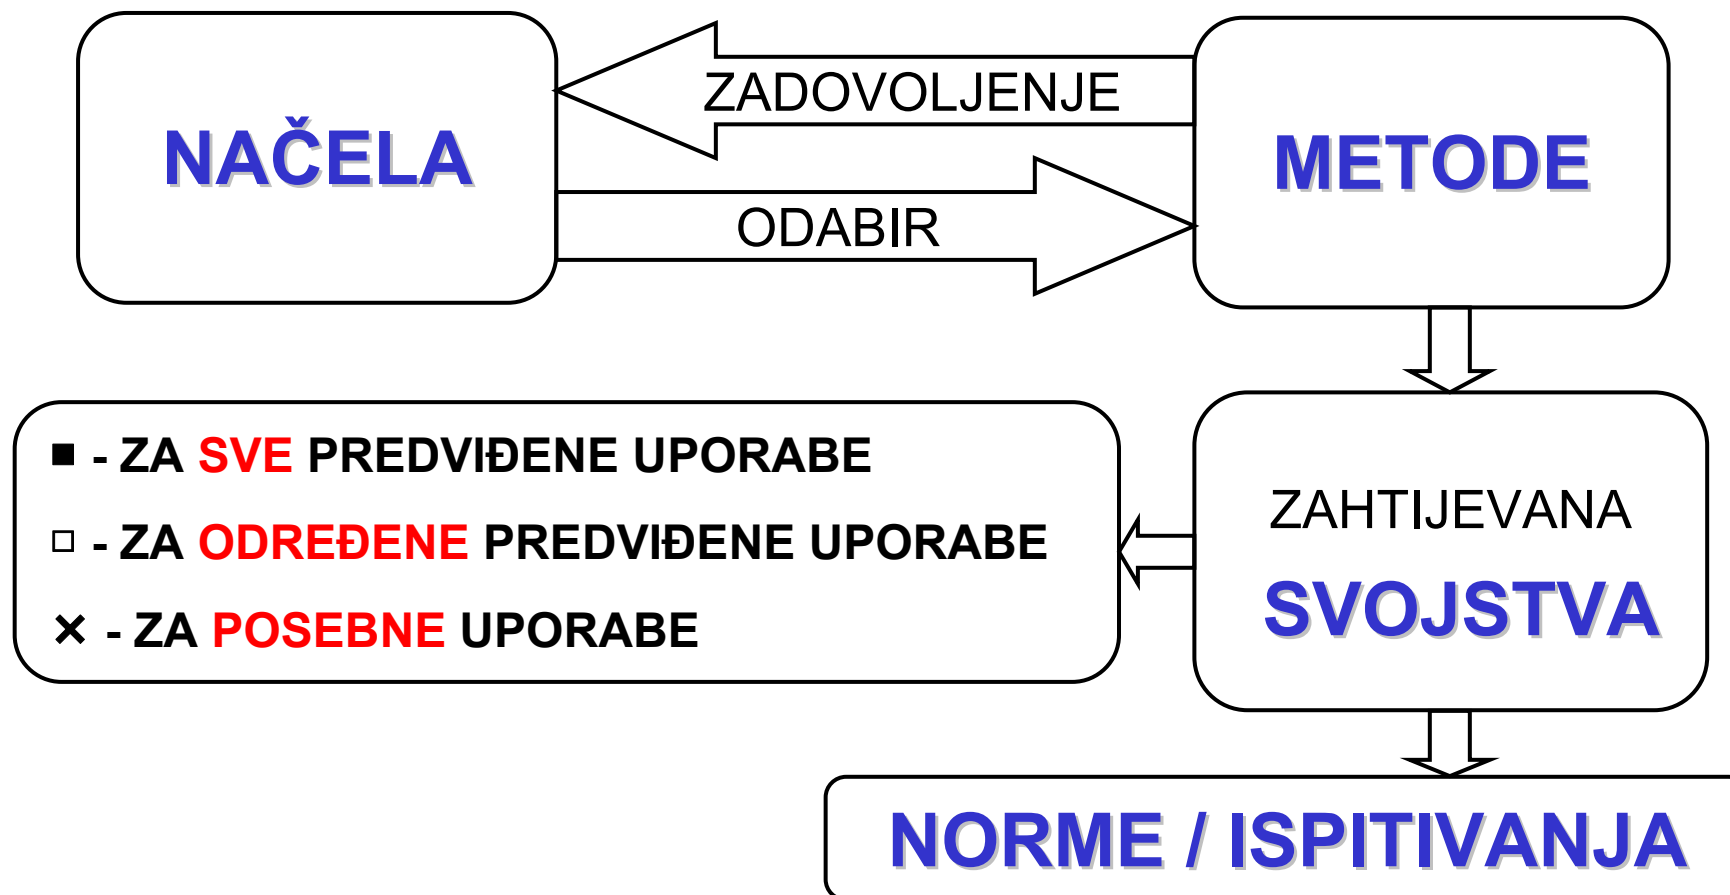 NAČELA
ZADOVOLJENJE
ODABIR
METODE
■ - ZA SVE PREDVIĐENE UPORABE
□ - ZA ODREĐENE PREDVIĐENE UPORABE
× - ZA POSEBNE UPORABE
ZAHTIJEVANA
SVOJSTVA
NORME / ISPITIVANJA